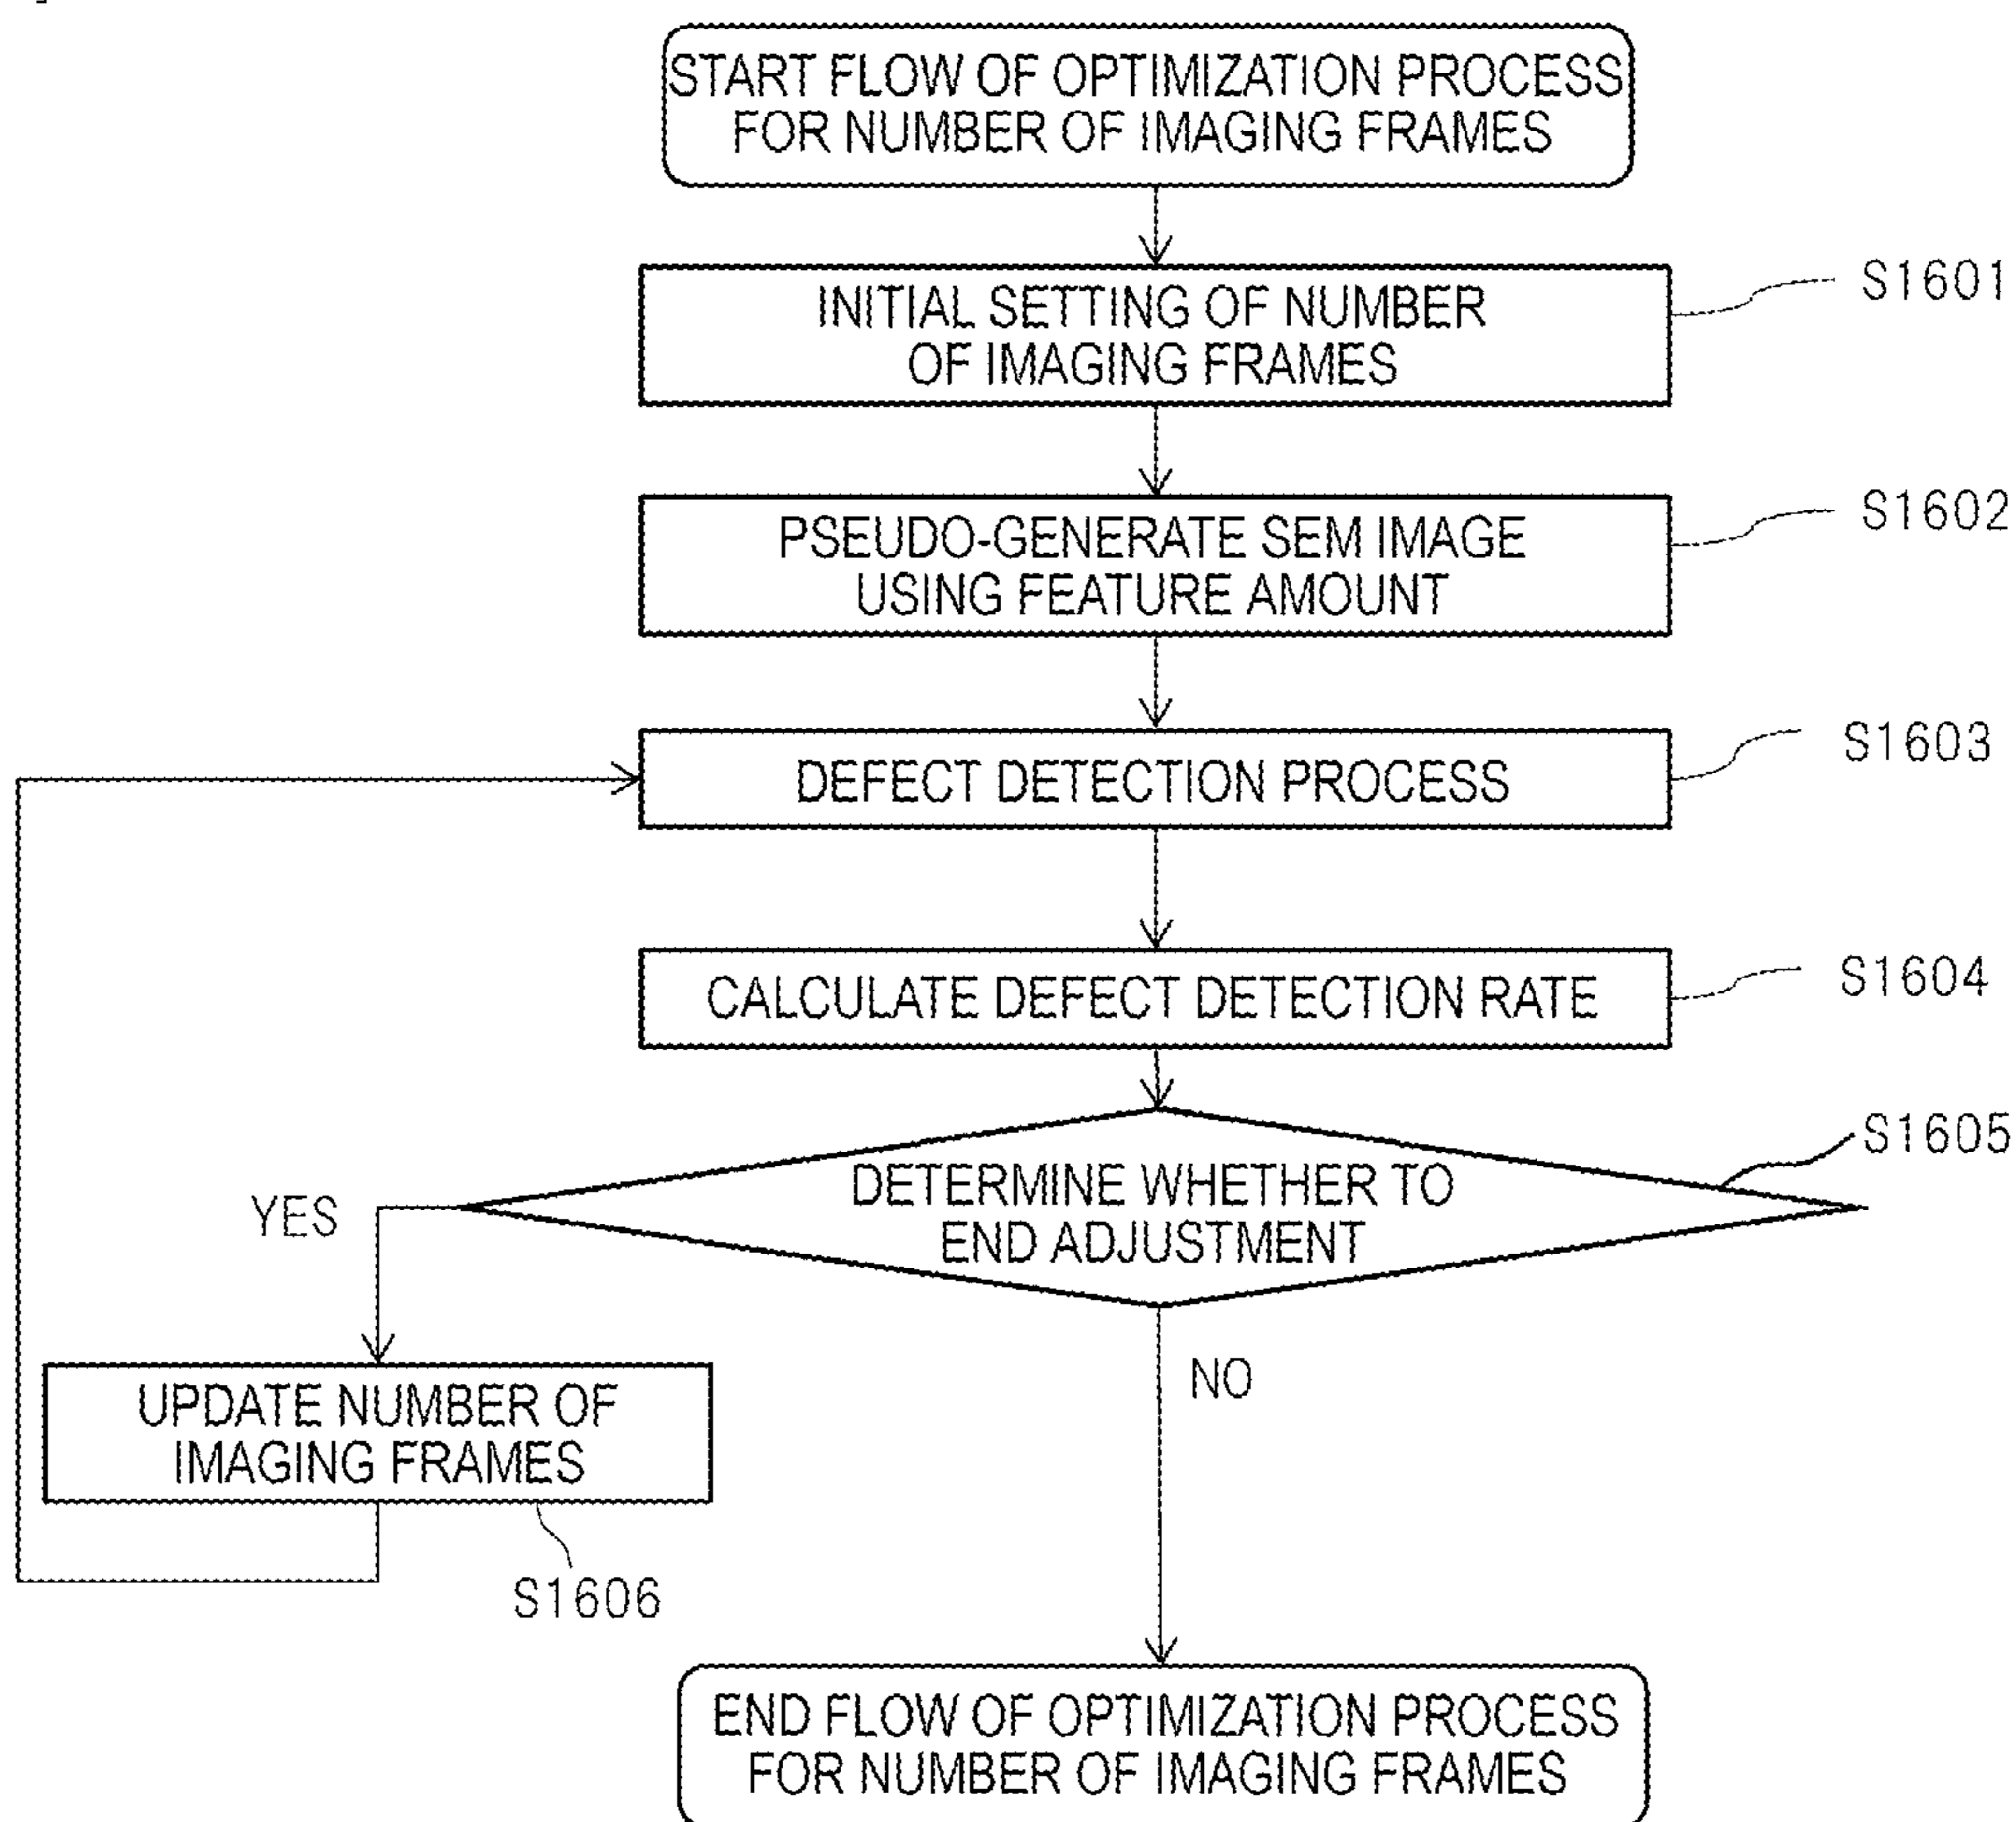 START FLOW OF OPTIMIZATION PROCESS
FOR NUMBER OF IMAGING FRAMES
INITIAL SETTING OF NUMBER
OF IMAGING FRAMES
S1601
PSEUDO-GENERATE SEM IMAGE
USING FEATURE AMOUNT
S1602
DEFECT DETECTION PROCESS
S1603
CALCULATE DEFECT DETECTION RATE
S1604
DETERMINE WHETHER TO
END ADJUSTMENT
S1605
YES
NO
UPDATE NUMBER OF
IMAGING FRAMES
S1606
END FLOW OF OPTIMIZATION PROCESS
FOR NUMBER OF IMAGING FRAMES